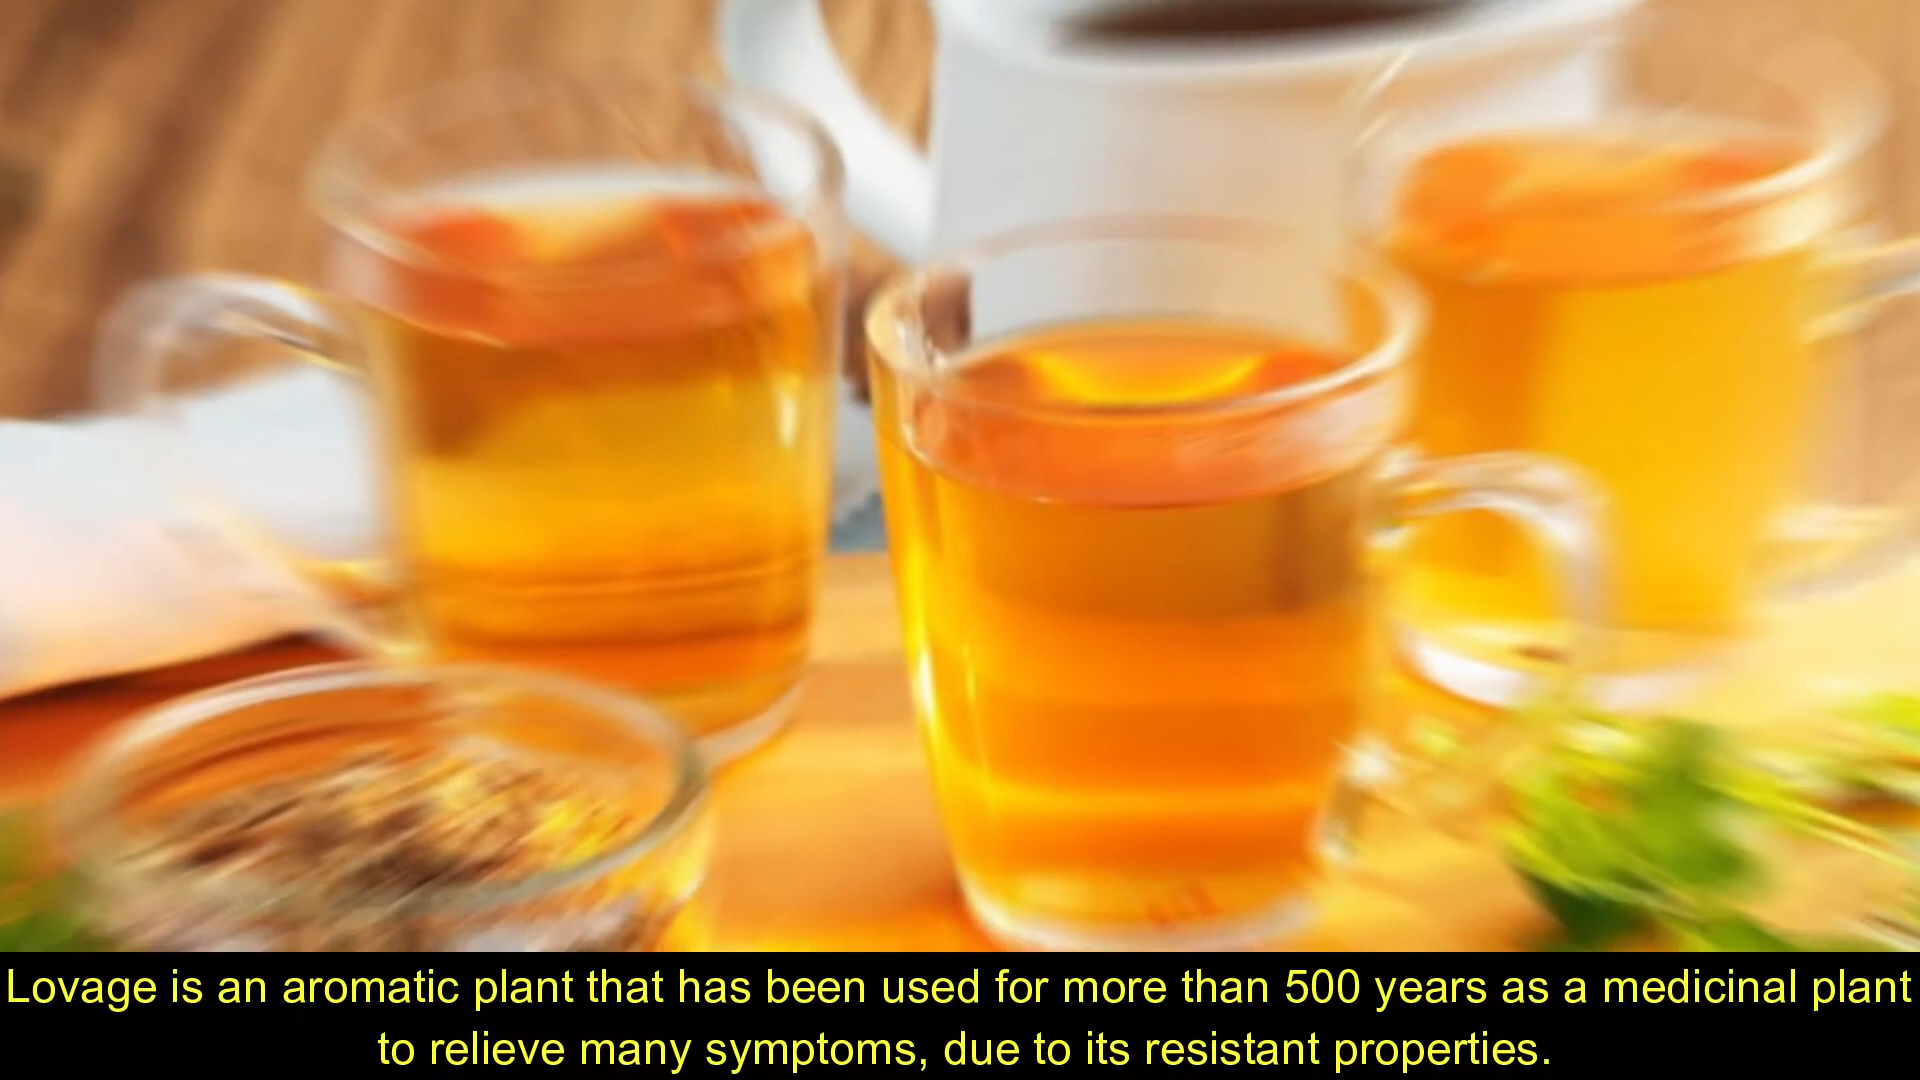 Lovage is an aromatic plant that has been used for more than 500 years as a medicinal plant
to relieve many symptoms, due to its resistant properties.